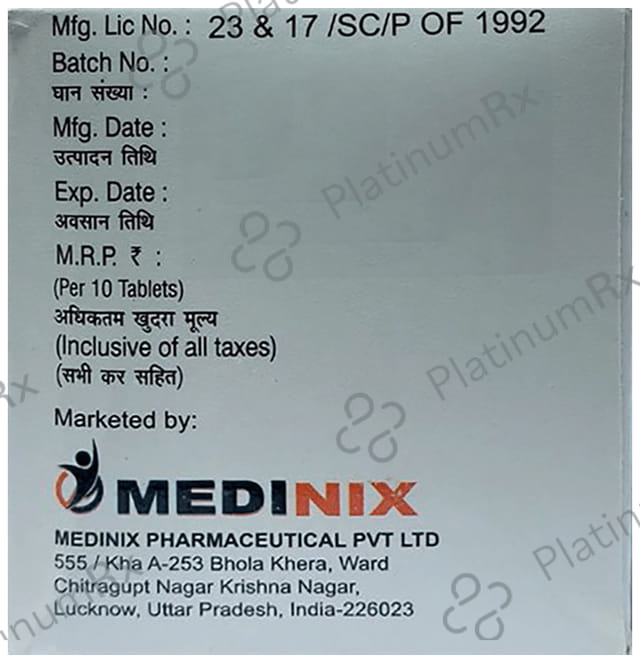 Mfg. Lic No. : 23 & 17 /SC/P OF 1992
Batch No. :
घान संख्या :
Mfg. Date :
उत्पादन तिथि
Exp. Date :
अवसान तिथि
M.R.P. ₹ :
(Per 10 Tablets)
अधिकतम खुदरा मूल्य
(Inclusive of all taxes)
(सभी कर सहित)
Marketed by:
MEDINIX
MEDINIX PHARMACEUTICAL PVT LTD
555 / Kha A-253 Bhola Khera, Ward
Chitragupt Nagar Krishna Nagar,
Lucknow, Uttar Pradesh, India-226023
PlatinumRx
PlatinumRx